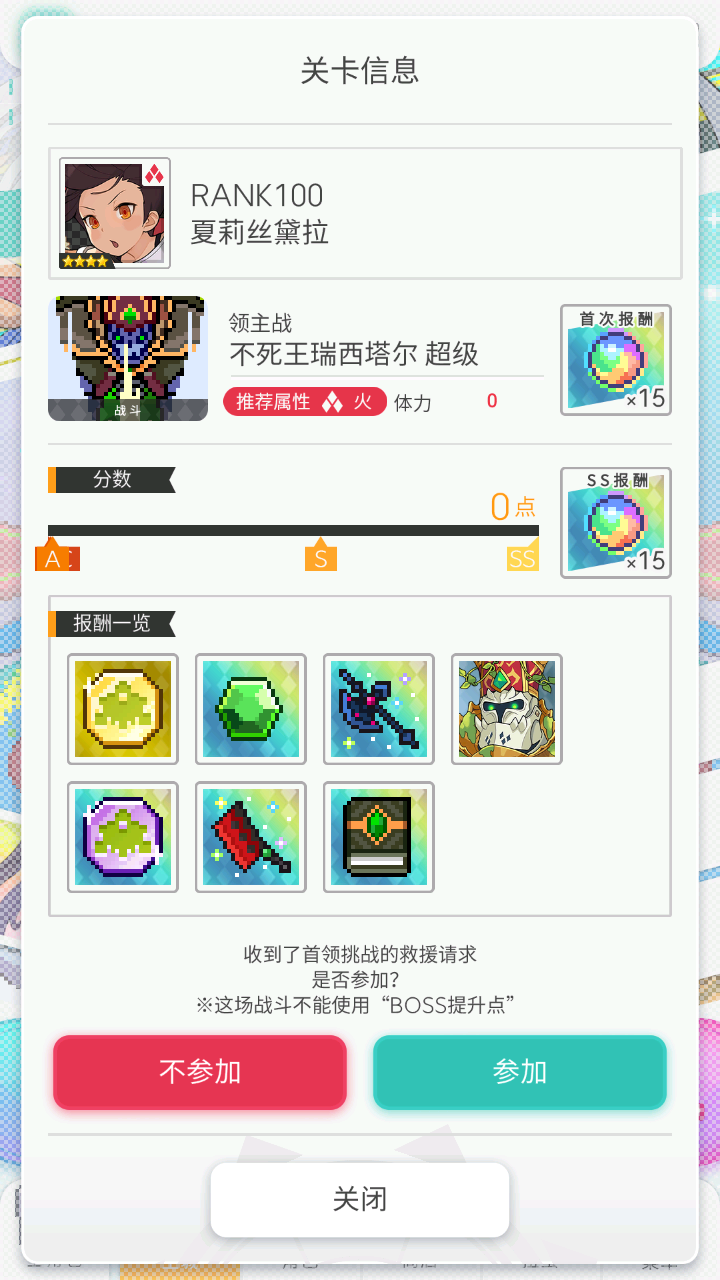 关卡信息
RANK100
夏莉丝黛拉
领主战
不死王瑞西塔尔 超级
战斗
推荐属性 火 体力 0
首次报酬
×15
分数
0点
A
S
SS
SS报酬
×15
报酬一览
收到了首领挑战的救援请求
是否参加?
※这场战斗不能使用“BOSS提升点”
不参加
参加
关闭